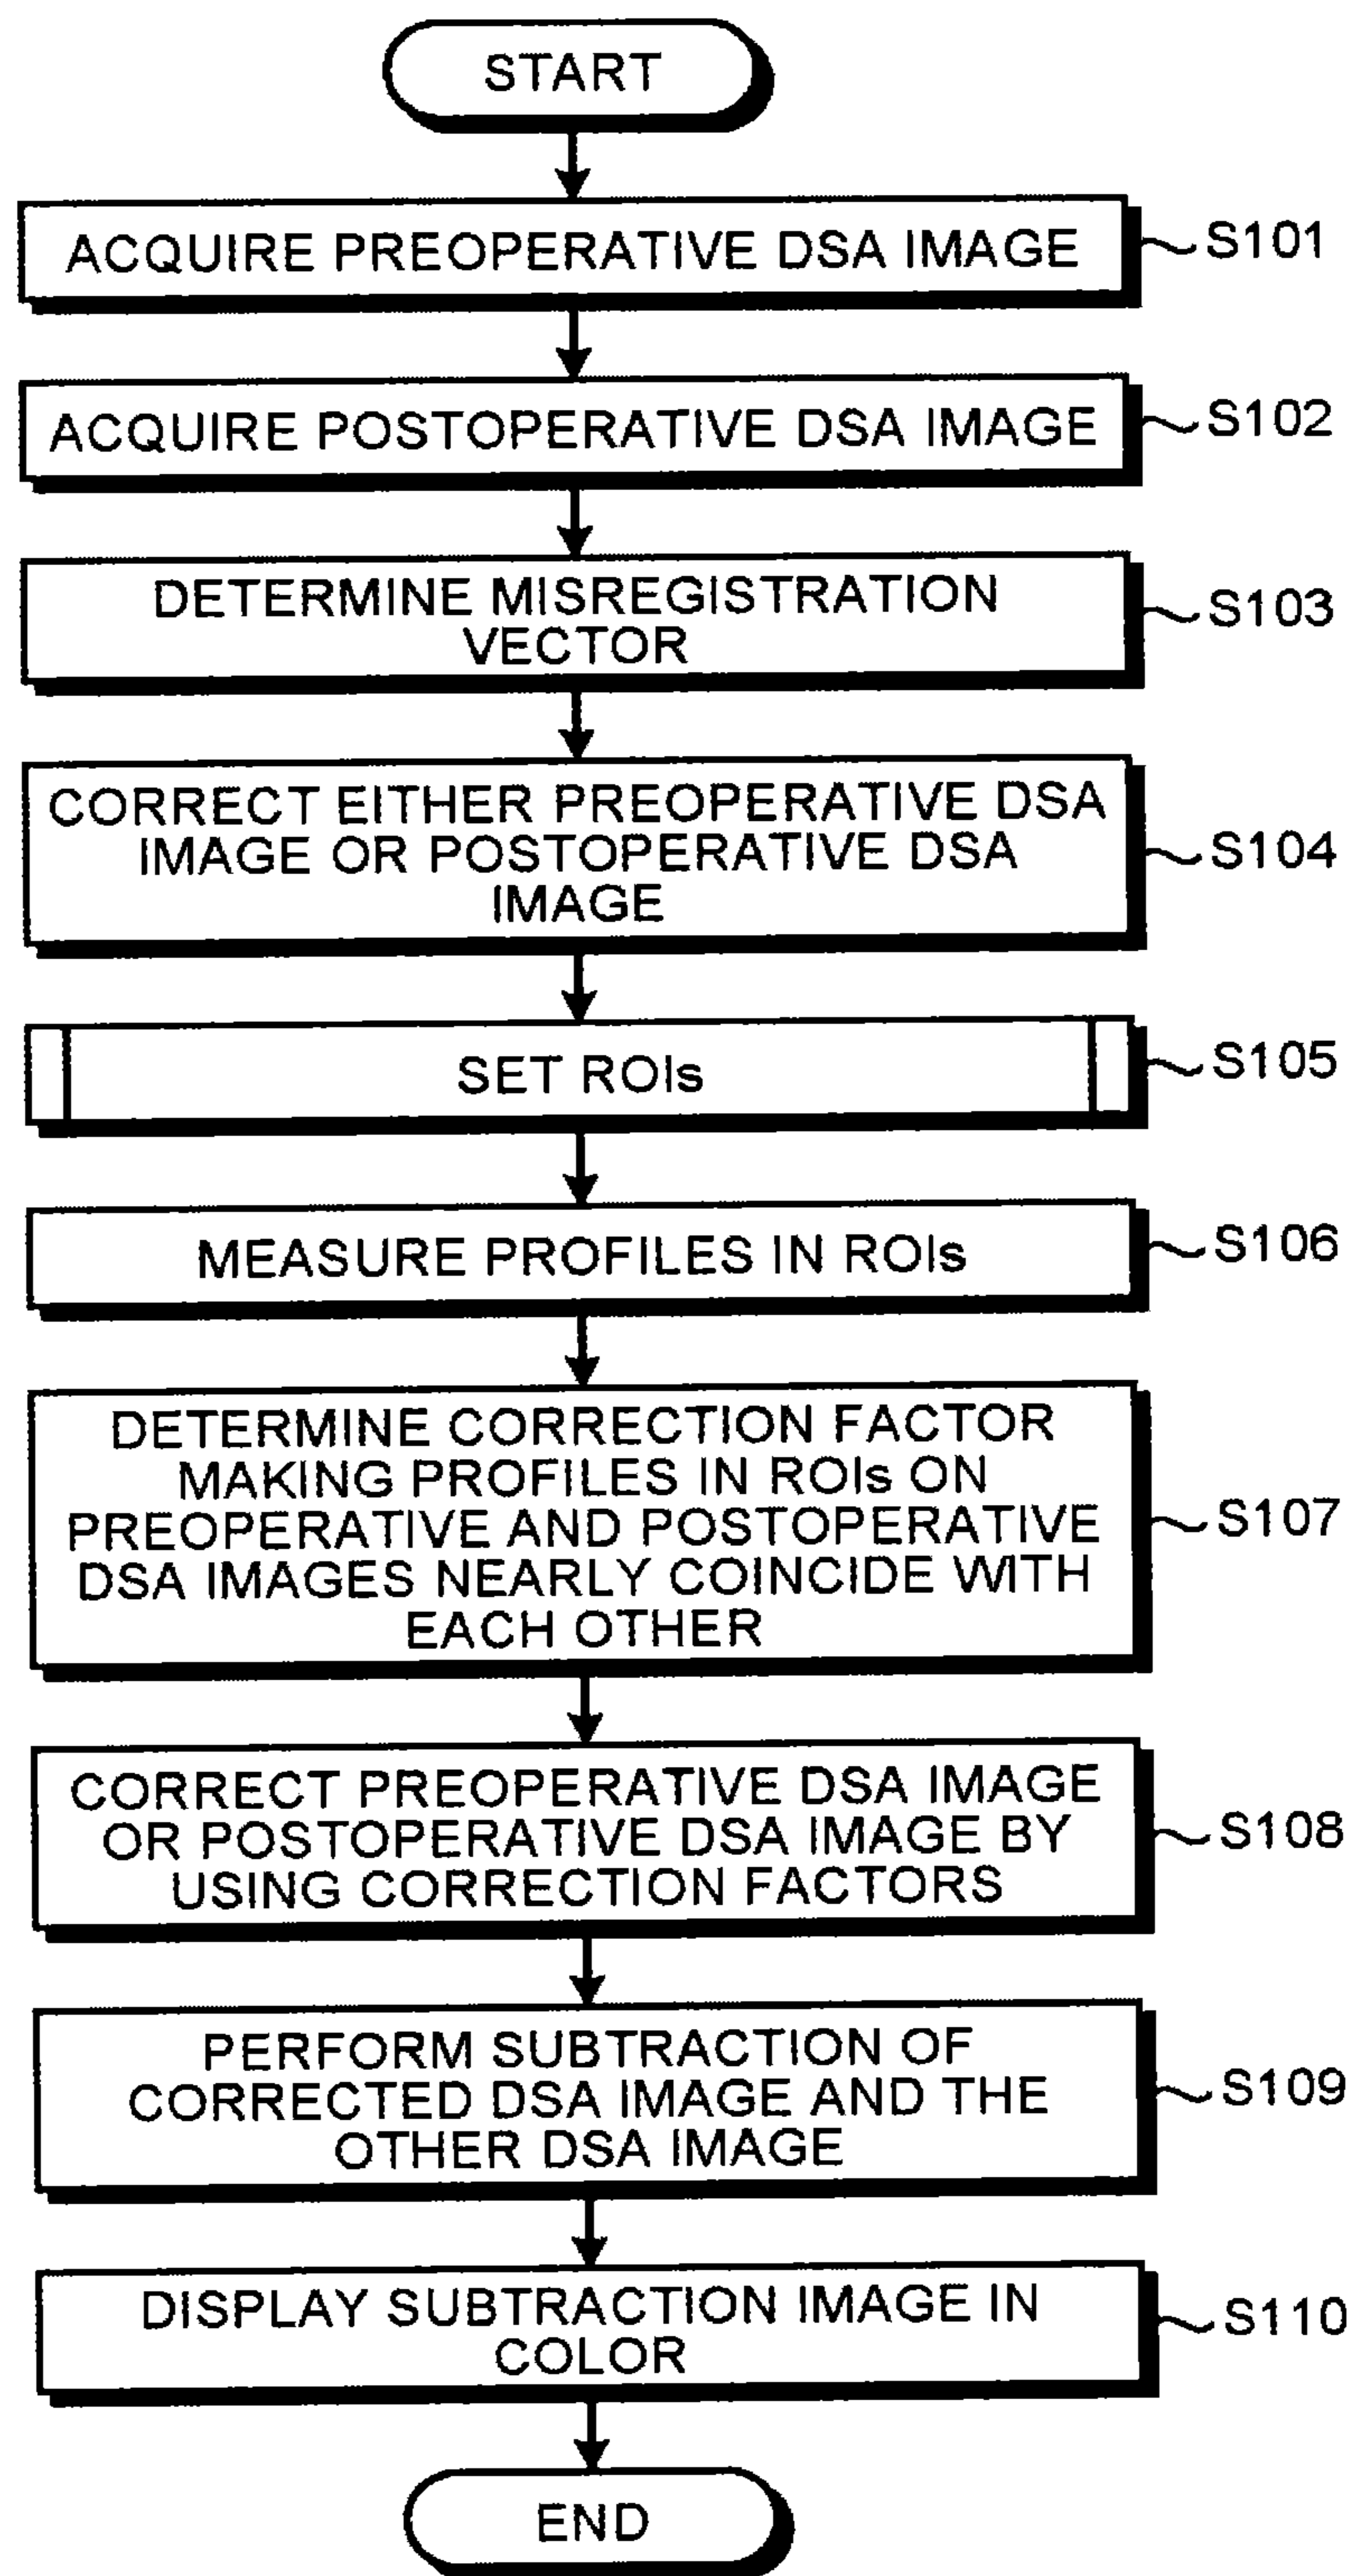 START
ACQUIRE PREOPERATIVE DSA IMAGE
S101
ACQUIRE POSTOPERATIVE DSA IMAGE
S102
DETERMINE MISREGISTRATION
VECTOR
S103
CORRECT EITHER PREOPERATIVE DSA
IMAGE OR POSTOPERATIVE DSA
IMAGE
S104
SET ROIs
S105
MEASURE PROFILES IN ROIs
S106
DETERMINE CORRECTION FACTOR
MAKING PROFILES IN ROIs ON
PREOPERATIVE AND POSTOPERATIVE
DSA IMAGES NEARLY COINCIDE WITH
EACH OTHER
S107
CORRECT PREOPERATIVE DSA IMAGE
OR POSTOPERATIVE DSA IMAGE BY
USING CORRECTION FACTORS
S108
PERFORM SUBTRACTION OF
CORRECTED DSA IMAGE AND THE
OTHER DSA IMAGE
S109
DISPLAY SUBTRACTION IMAGE IN
COLOR
S110
END